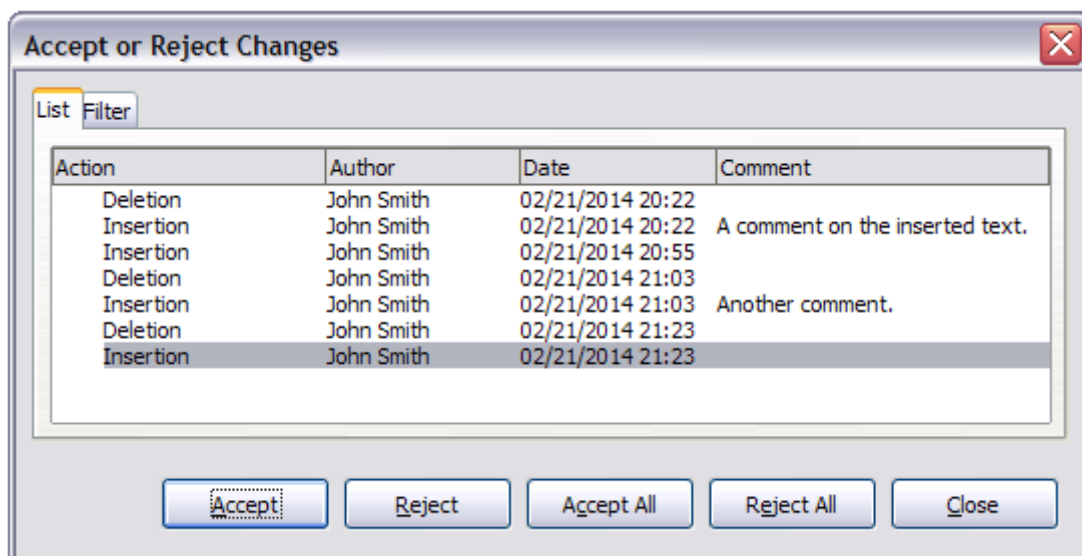 Accept or Reject Changes
List Filter
Action Author Date Comment
Deletion John Smith 02/21/2014 20:22
Insertion John Smith 02/21/2014 20:22 A comment on the inserted text.
Insertion John Smith 02/21/2014 20:55
Deletion John Smith 02/21/2014 21:03
Insertion John Smith 02/21/2014 21:03 Another comment.
Deletion John Smith 02/21/2014 21:23
Insertion John Smith 02/21/2014 21:23
Accept Reject Accept All Reject All Close